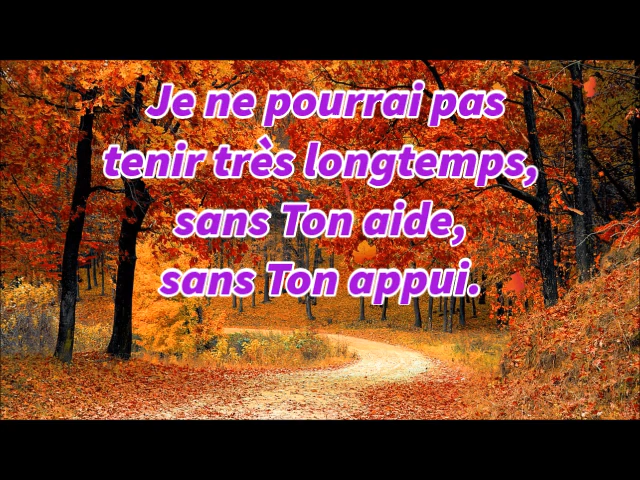 Je ne pourrai pas
tenir très longtemps,
sans Ton aide,
sans Ton appui.